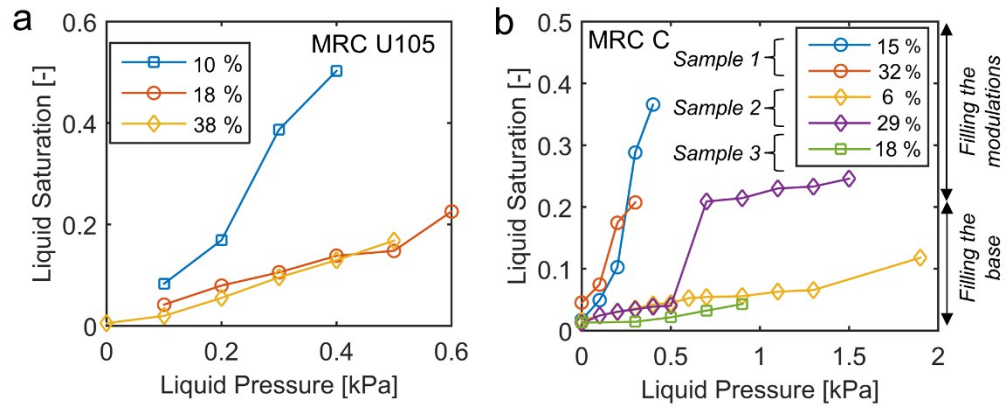 a
MRC U105
10 %
18 %
38 %
Liquid Saturation [-]
0.6
0.4
0.2
0
0 0.2 0.4 0.6
Liquid Pressure [kPa]
b
MRC C
Sample 1
Sample 2
Sample 3
15 %
32 %
6 %
29 %
18 %
Liquid Saturation [-]
0.5
0.4
0.3
0.2
0.1
0
0 0.5 1 1.5 2
Liquid Pressure [kPa]
Filling the
modulations
Filling the
base